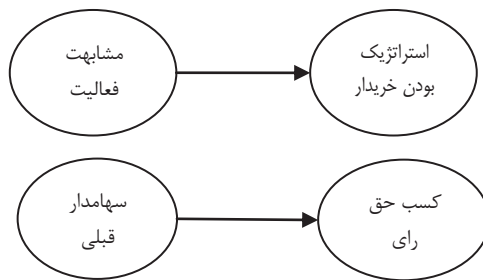 مشابهت
فعالیت
استراتژیک
بودن خریدار
سهامدار
قبلی
کسب حق
رای